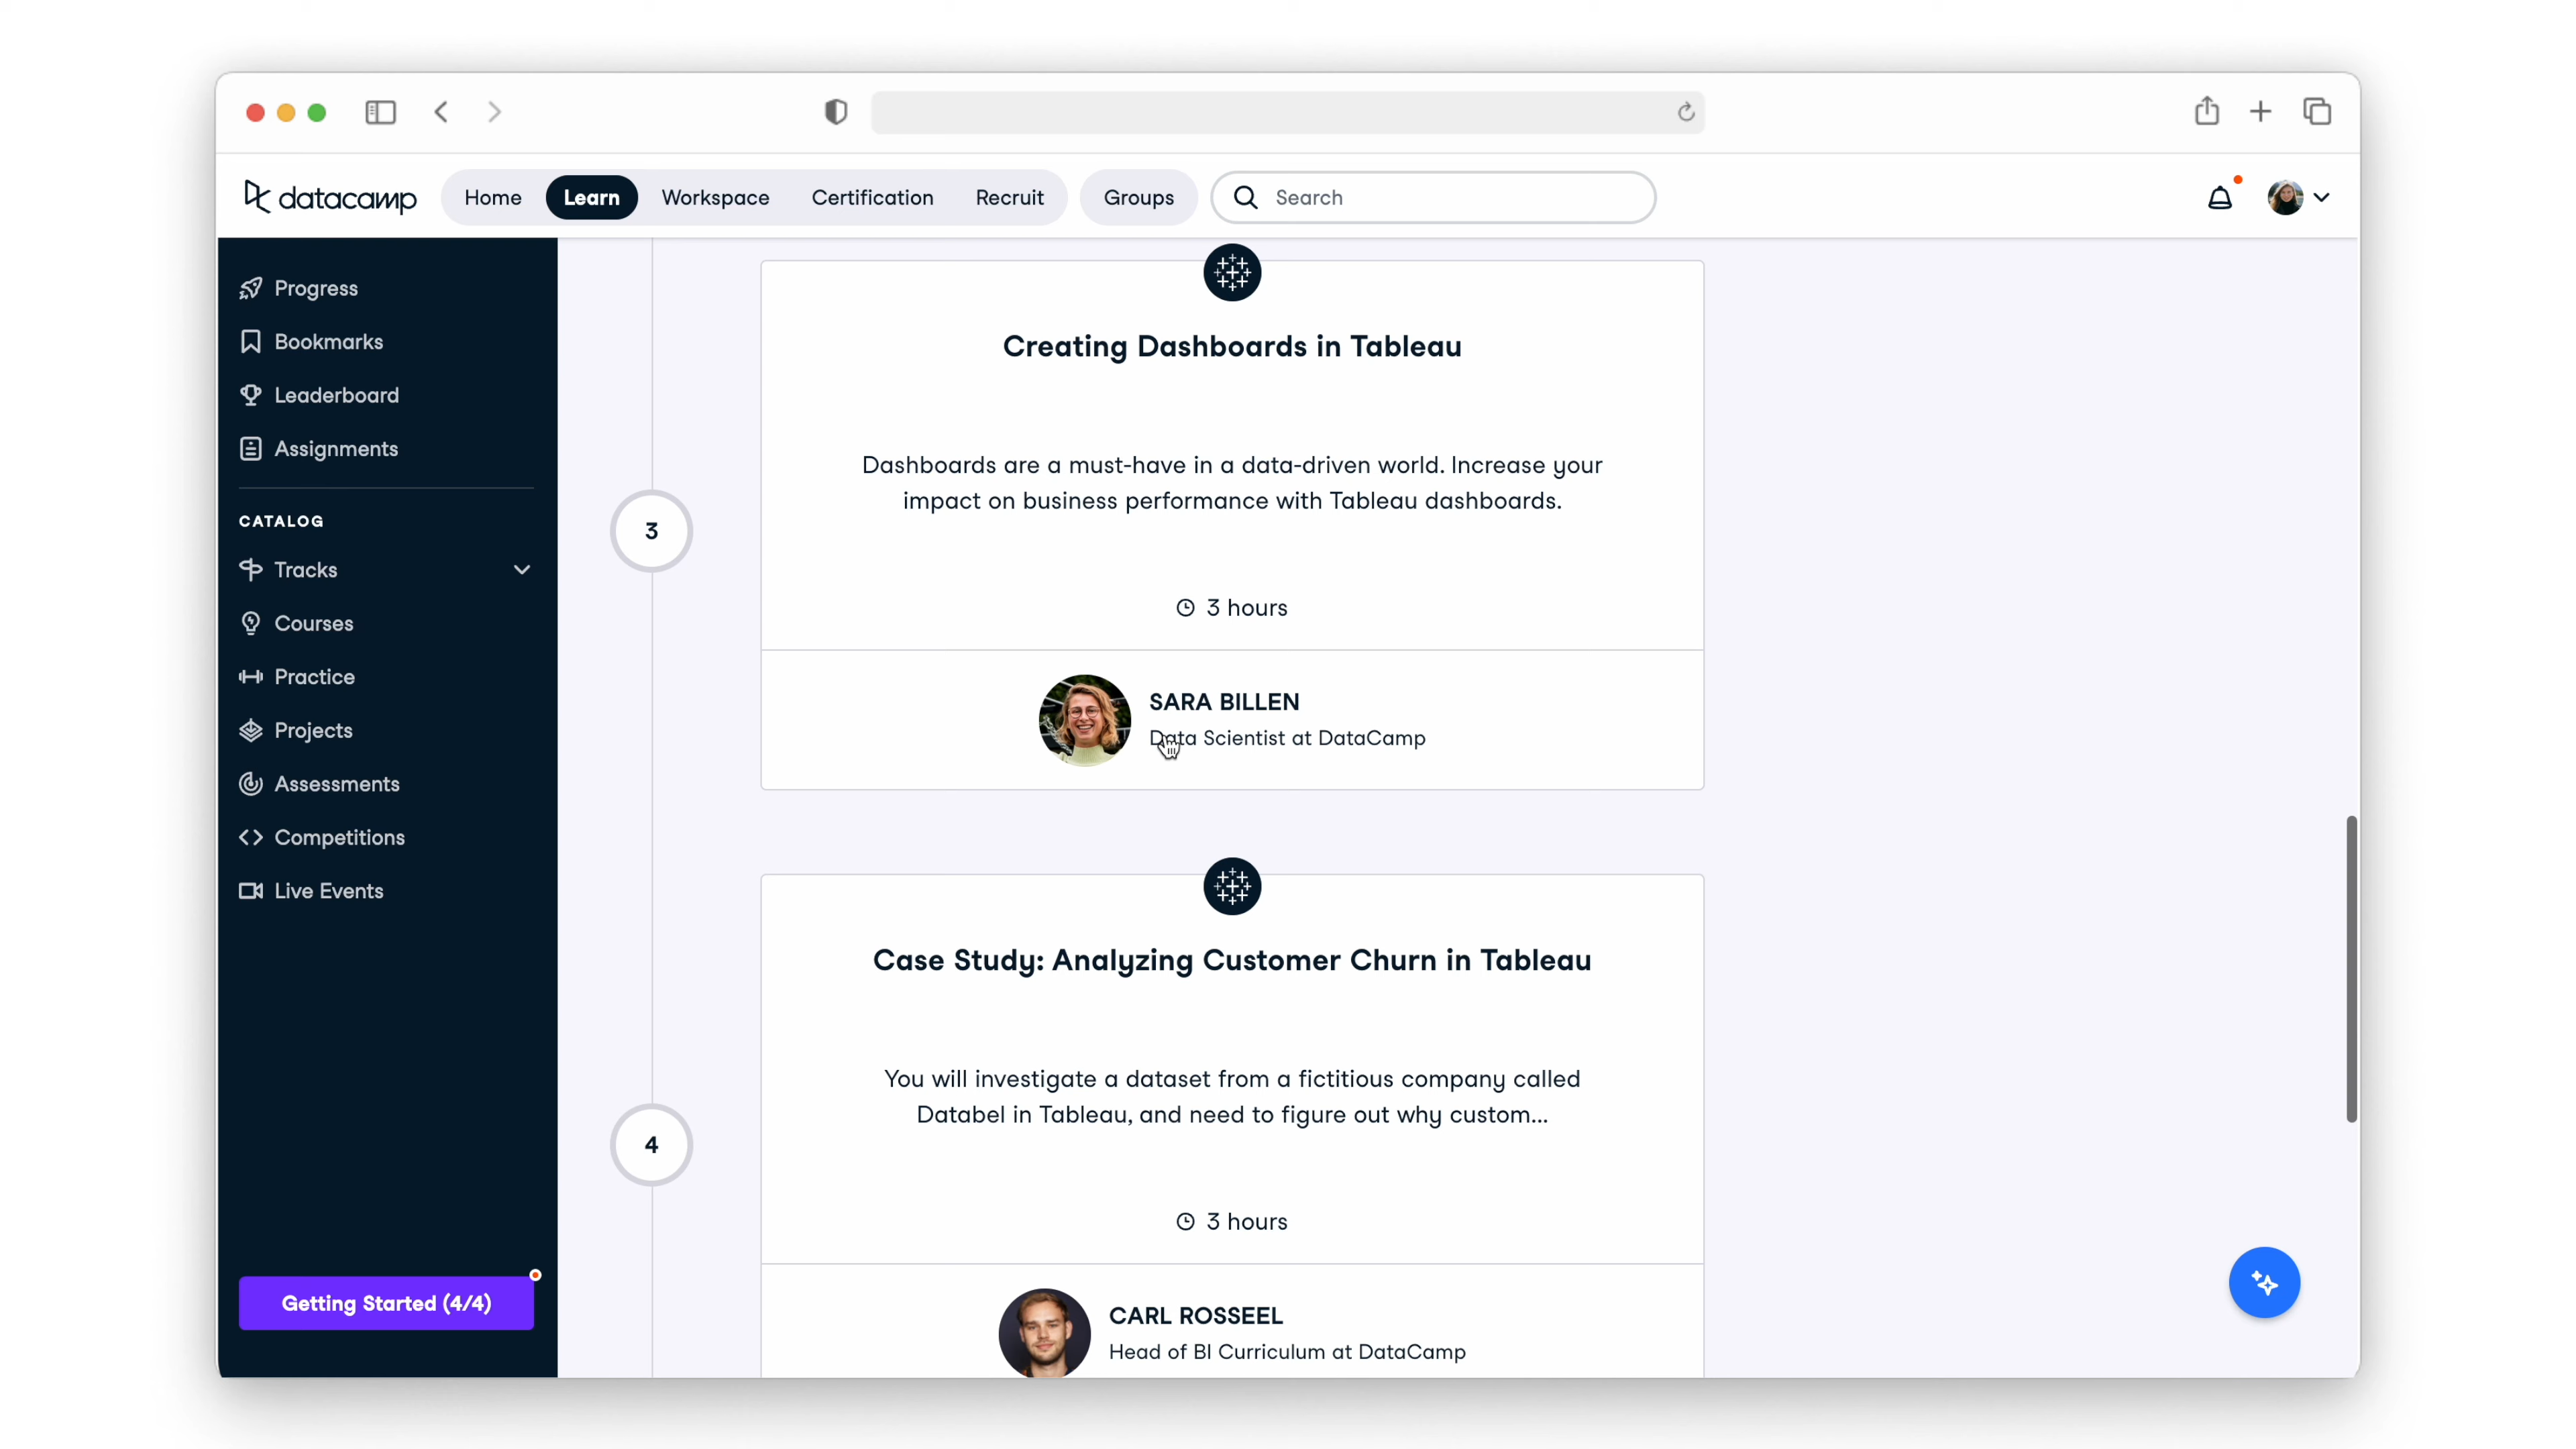 datacamp
Home Learn Workspace Certification Recruit Groups Search
Progress
Bookmarks
Leaderboard
Assignments
CATALOG
Tracks
Courses
Practice
Projects
Assessments
Competitions
Live Events
Getting Started (4/4)
3
Creating Dashboards in Tableau
Dashboards are a must-have in a data-driven world. Increase your
impact on business performance with Tableau dashboards.
3 hours
SARA BILLEN
Data Scientist at DataCamp
4
Case Study: Analyzing Customer Churn in Tableau
You will investigate a dataset from a fictitious company called
Databel in Tableau, and need to figure out why custom...
3 hours
CARL ROSSEEL
Head of BI Curriculum at DataCamp